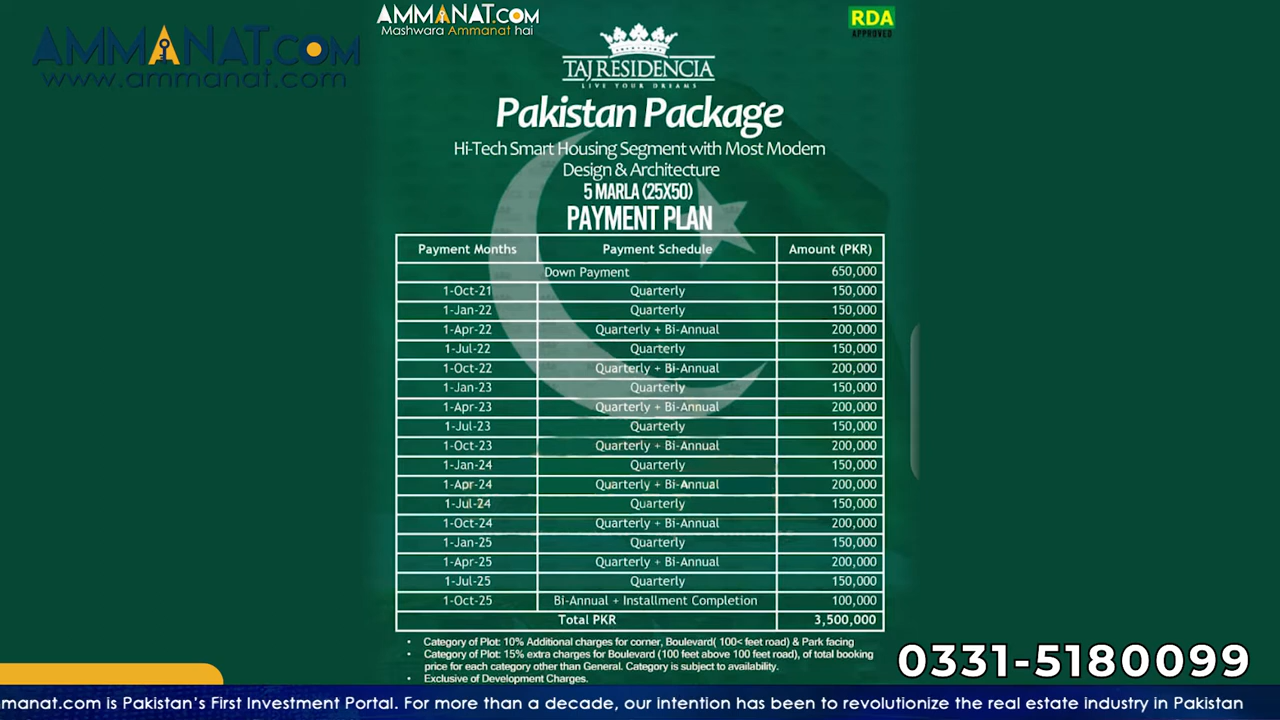 AMMANAT.COM
www.ammanat.com
AMMANAT.COM
Mashwara Ammanat hai
RDA
APPROVED
TAJ RESIDENCIA
LIVE YOUR DREAMS
Pakistan Package
Hi-Tech Smart Housing Segment with Most Modern
Design & Architecture
5 MARLA (25X50)
PAYMENT PLAN
Payment Months Payment Schedule Amount (PKR)
Down Payment 650,000
1-Oct-21 Quarterly 150,000
1-Jan-22 Quarterly 150,000
1-Apr-22 Quarterly + Bi-Annual 200,000
1-Jul-22 Quarterly 150,000
1-Oct-22 Quarterly + Bi-Annual 200,000
1-Jan-23 Quarterly 150,000
1-Apr-23 Quarterly + Bi-Annual 200,000
1-Jul-23 Quarterly 150,000
1-Oct-23 Quarterly + Bi-Annual 200,000
1-Jan-24 Quarterly 150,000
1-Apr-24 Quarterly + Bi-Annual 200,000
1-Jul-24 Quarterly 150,000
1-Oct-24 Quarterly + Bi-Annual 200,000
1-Jan-25 Quarterly 150,000
1-Apr-25 Quarterly + Bi-Annual 200,000
1-Jul-25 Quarterly 150,000
1-Oct-25 Bi-Annual + Installment Completion 100,000
Total PKR 3,500,000
• Category of Plot: 10% Additional charges for corner, Boulevard( 100< feet road) & Park facing
• Category of Plot: 15% extra charges for Boulevard (100 feet above 100 feet road), of total booking
price for each category other than General. Category is subject to availability.
• Exclusive of Development Charges.
0331-5180099
manat.com is Pakistan's First Investment Portal. For more than a decade, our intention has been to revolutionize the real estate industry in Pakistan